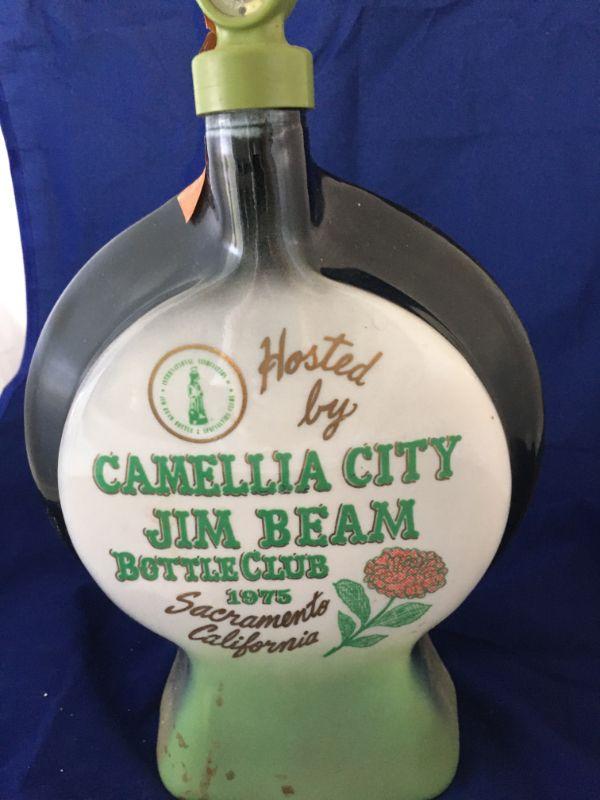 Hosted
by
CAMELLIA CITY
JIM BEAM
BOTTLE CLUB
1975
Sacramento
California